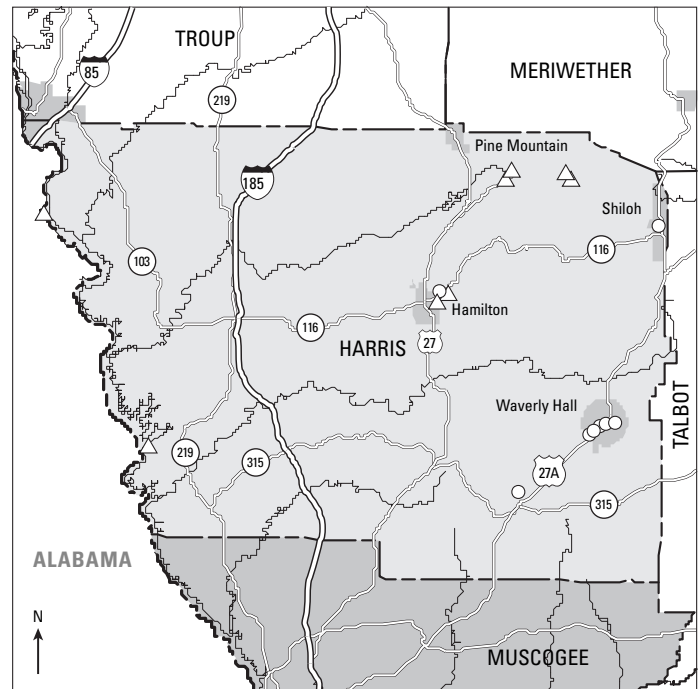 TROUP
85
219
MERIWETHER
Pine Mountain
185
Shiloh
103
116
116
Hamilton
27
HARRIS
Waverly Hall
TALBOT
219
315
27A
315
ALABAMA
N
MUSCOGEE